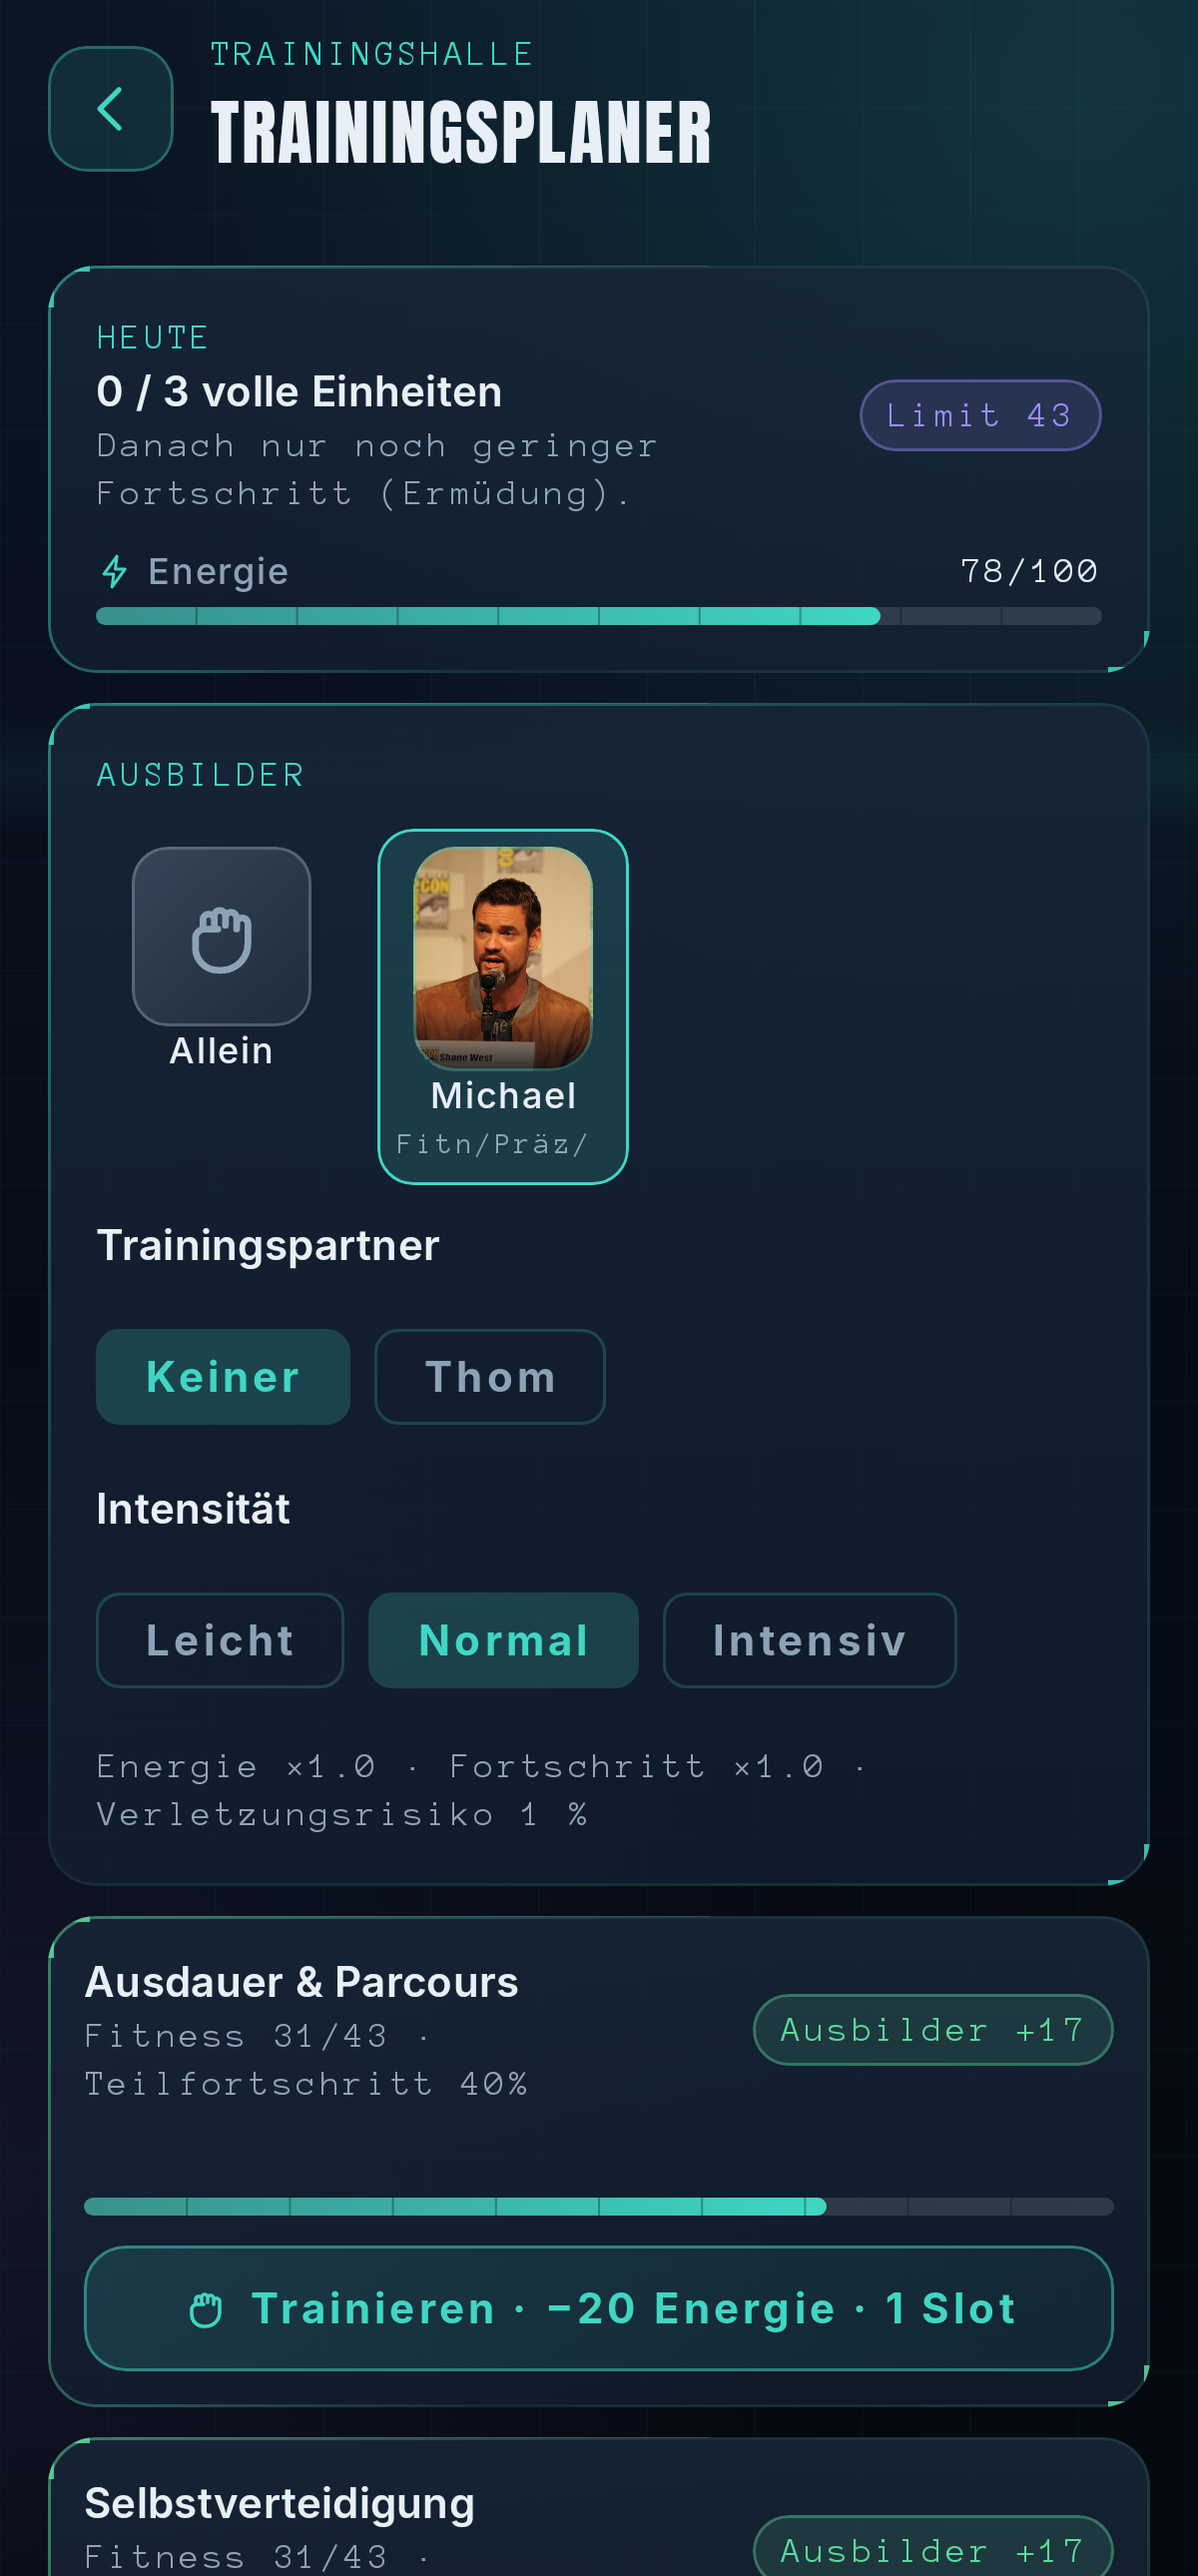 TRAININGSHALLE
TRAININGSPLANER
HEUTE
0 / 3 volle Einheiten
Danach nur noch geringer
Fortschritt (Ermüdung).
Limit 43
Energie
78/100
AUSBILDER
CON
Shane West
Allein
Michael
Fitn/Präz/
Trainingspartner
Keiner
Thom
Intensität
Leicht
Normal
Intensiv
Energie ×1.0 · Fortschritt ×1.0 ·
Verletzungsrisiko 1 %
Ausdauer & Parcours
Fitness 31/43 ·
Teilfortschritt 40%
Ausbilder +17
Trainieren · −20 Energie · 1 Slot
Selbstverteidigung
Fitness 31/43 ·
Ausbilder +17